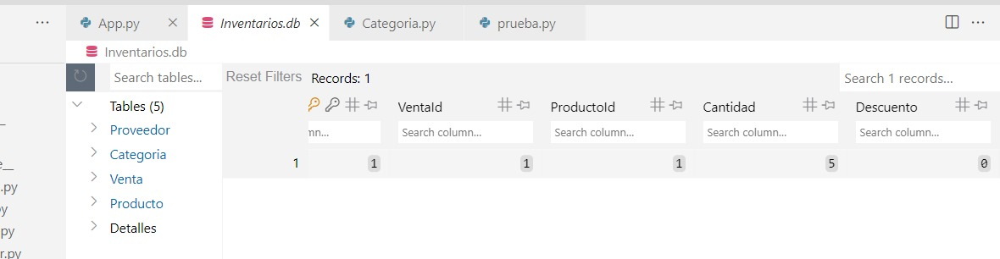 App.py Inventarios.db Categoria.py prueba.py
Inventarios.db
Search tables... Reset Filters Records: 1 Search 1 records...
Tables (5) VentaId ProductoId Cantidad Descuento
Proveedor mn... Search column... Search column... Search column... Search column...
Categoria 1 1 1 1 5 0
Venta
.py
Producto
py
Detalles
py
r.py